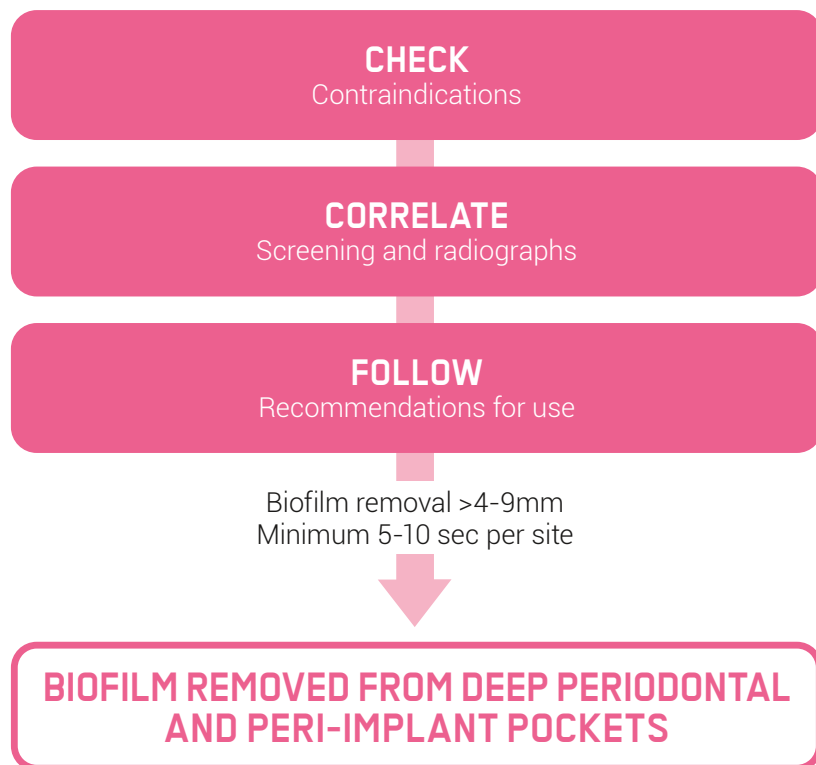 CHECK
Contraindications
CORRELATE
Screening and radiographs
FOLLOW
Recommendations for use
Biofilm removal >4-9mm
Minimum 5-10 sec per site
BIOFILM REMOVED FROM DEEP PERIODONTAL
AND PERI-IMPLANT POCKETS